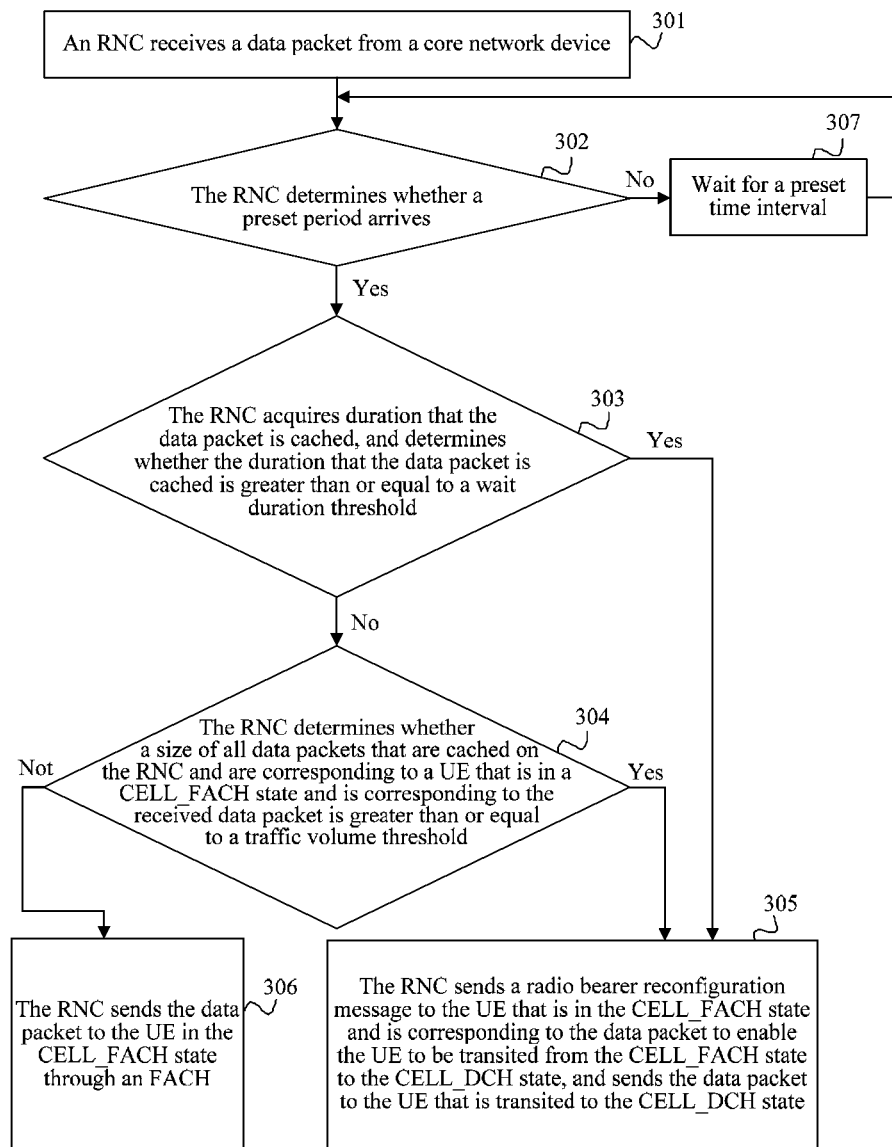 An RNC receives a data packet from a core network device
301
302
The RNC determines whether a
preset period arrives
No
307
Wait for a preset
time interval
Yes
303
The RNC acquires duration that the
data packet is cached, and determines
whether the duration that the data packet is
cached is greater than or equal to a wait
duration threshold
Yes
No
304
The RNC determines whether
a size of all data packets that are cached on
the RNC and are corresponding to a UE that is in a
CELL_FACH state and is corresponding to the
received data packet is greater than or equal
to a traffic volume threshold
Not
Yes
305
306
The RNC sends the data
packet to the UE in the
CELL_FACH state
through an FACH
The RNC sends a radio bearer reconfiguration
message to the UE that is in the CELL_FACH state
and is corresponding to the data packet to enable
the UE to be transited from the CELL_FACH state
to the CELL_DCH state, and sends the data packet
to the UE that is transited to the CELL_DCH state